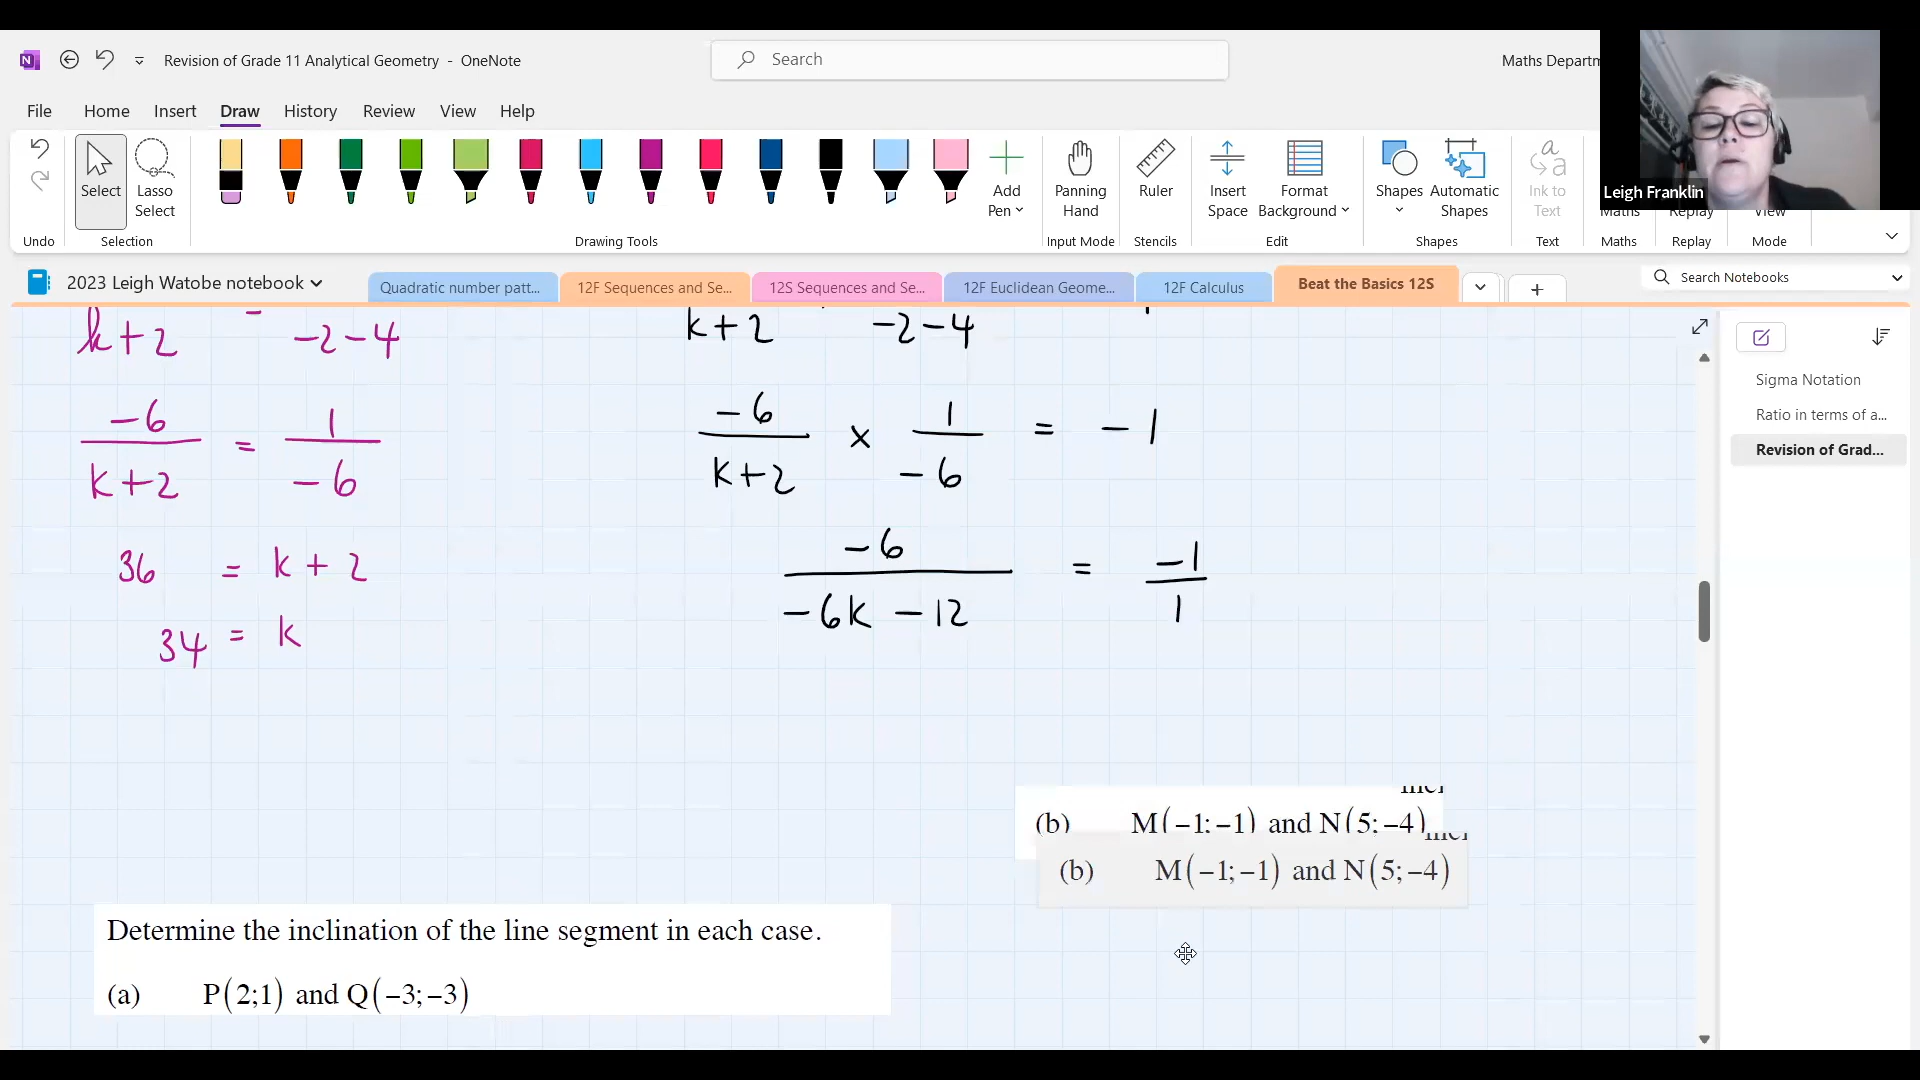 Revision of Grade 11 Analytical Geometry - OneNote
Search
Maths Departm
File Home Insert Draw History Review View Help
Leigh Franklin
Select
Lasso Select
Add Pen
Panning Hand
Ruler
Insert Space
Format Background
Shapes
Automatic Shapes
Ink to Text
Maths
Replay
View
Undo
Selection
Drawing Tools
Input Mode
Stencils
Edit
Shapes
Text
Maths
Replay
Mode
2023 Leigh Watobe notebook
Quadratic number patt...
12F Sequences and Se...
12S Sequences and Se...
12F Euclidean Geome...
12F Calculus
Beat the Basics 12S
+
Search Notebooks
Sigma Notation
Ratio in terms of a...
Revision of Grad...
k+2 = -2-4
-6/k+2 = 1/-6
36 = k+2
34 = k
k+2 -2-4
-6/k+2 x 1/-6 = -1
-6/-6k-12 = -1/1
(b) M(−1;−1) and N(5;−4)
(b) M(−1;−1) and N(5;−4)
Determine the inclination of the line segment in each case.
(a) P(2;1) and Q(−3;−3)